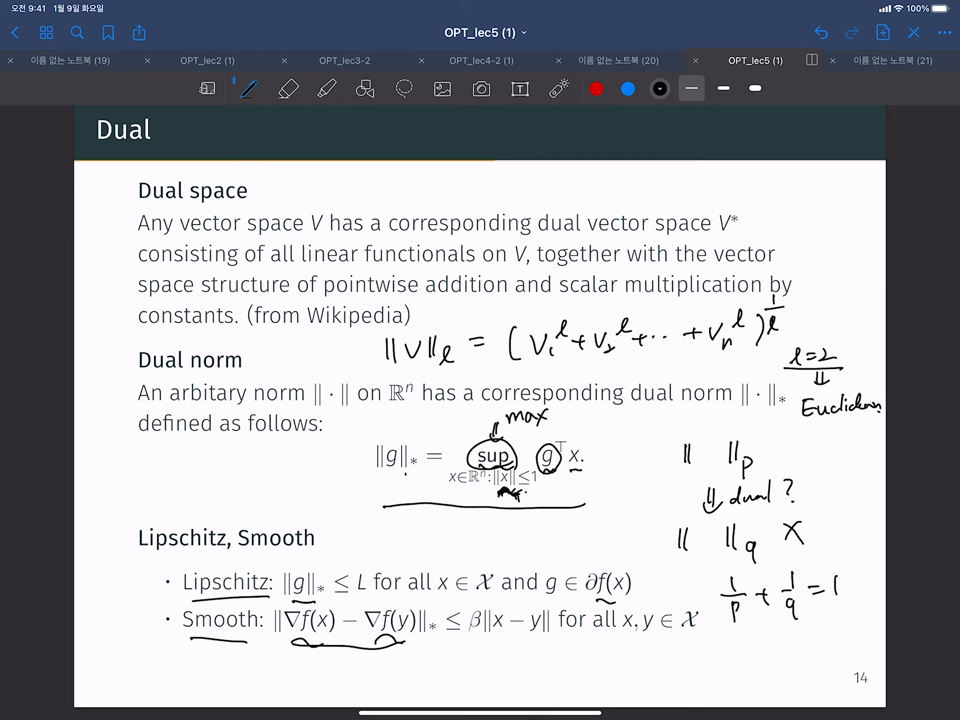 오전 9:41 1월 9일 화요일
100%
OPT_lec5 (1)
이름 없는 노트북 (19)
OPT_lec2 (1)
OPT_lec3-2
OPT_lec4-2 (1)
이름 없는 노트북 (20)
OPT_lec5 (1)
이름 없는 노트북 (21)
Dual
Dual space
Any vector space V has a corresponding dual vector space V*
consisting of all linear functionals on V, together with the vector
space structure of pointwise addition and scalar multiplication by
constants. (from Wikipedia)
‖v‖ₗ = (v₁ˡ + v₂ˡ + ··· + vₙˡ)^(1/l)
l=2
⇓
Euclidean
Dual norm
An arbitary norm ‖ · ‖ on ℝⁿ has a corresponding dual norm ‖ · ‖*
defined as follows:
max
‖g‖* = sup g⊤x.
x∈ℝⁿ:‖x‖≤1
‖ ‖p
⇓ dual ?
‖ ‖q X
1/p + 1/q = 1
Lipschitz, Smooth
· Lipschitz: ‖g‖* ≤ L for all x ∈ 𝒳 and g ∈ ∂f(x)
· Smooth: ‖∇f(x) − ∇f(y)‖* ≤ β‖x − y‖ for all x, y ∈ 𝒳
14